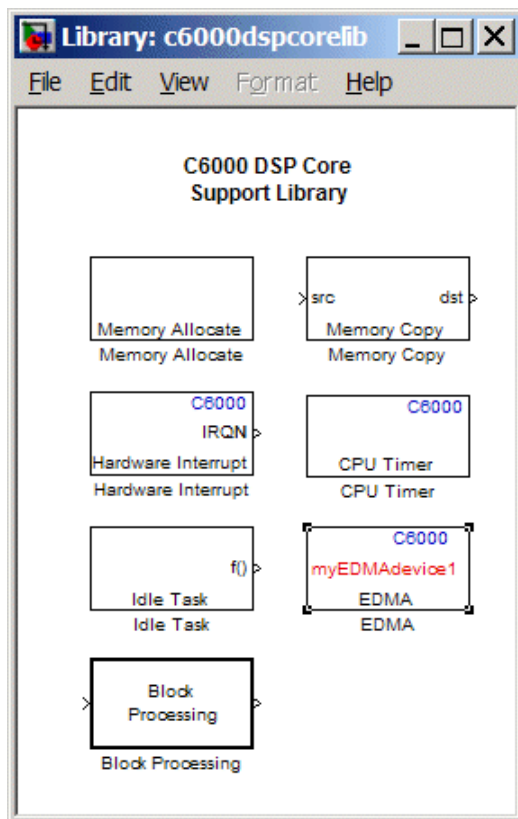 Library: c6000dspcorelib
File Edit View Format Help
C6000 DSP Core
Support Library
Memory Allocate
Memory Allocate
src dst
Memory Copy
Memory Copy
C6000
IRQN
Hardware Interrupt
Hardware Interrupt
C6000
CPU Timer
CPU Timer
f()
Idle Task
Idle Task
C6000
myEDMAdevice1
EDMA
EDMA
Block
Processing
Block Processing